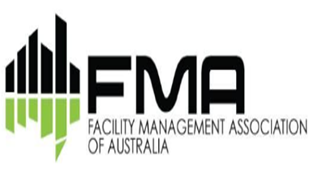 FMA
FACILITY MANAGEMENT ASSOCIATION
OF AUSTRALIA